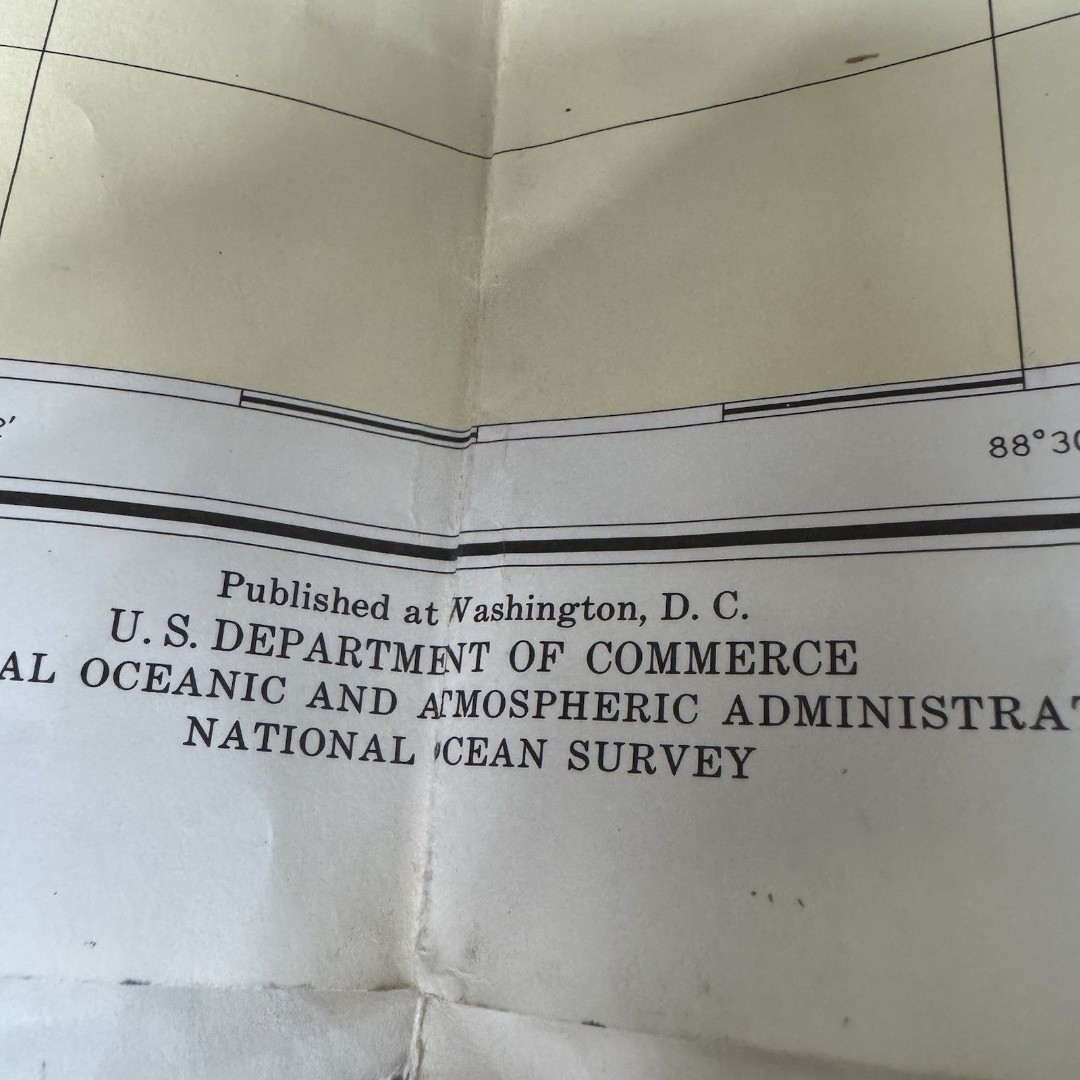 88°30
Published at Washington, D. C.
U. S. DEPARTMENT OF COMMERCE
AL OCEANIC AND ATMOSPHERIC ADMINISTRAT
NATIONAL OCEAN SURVEY